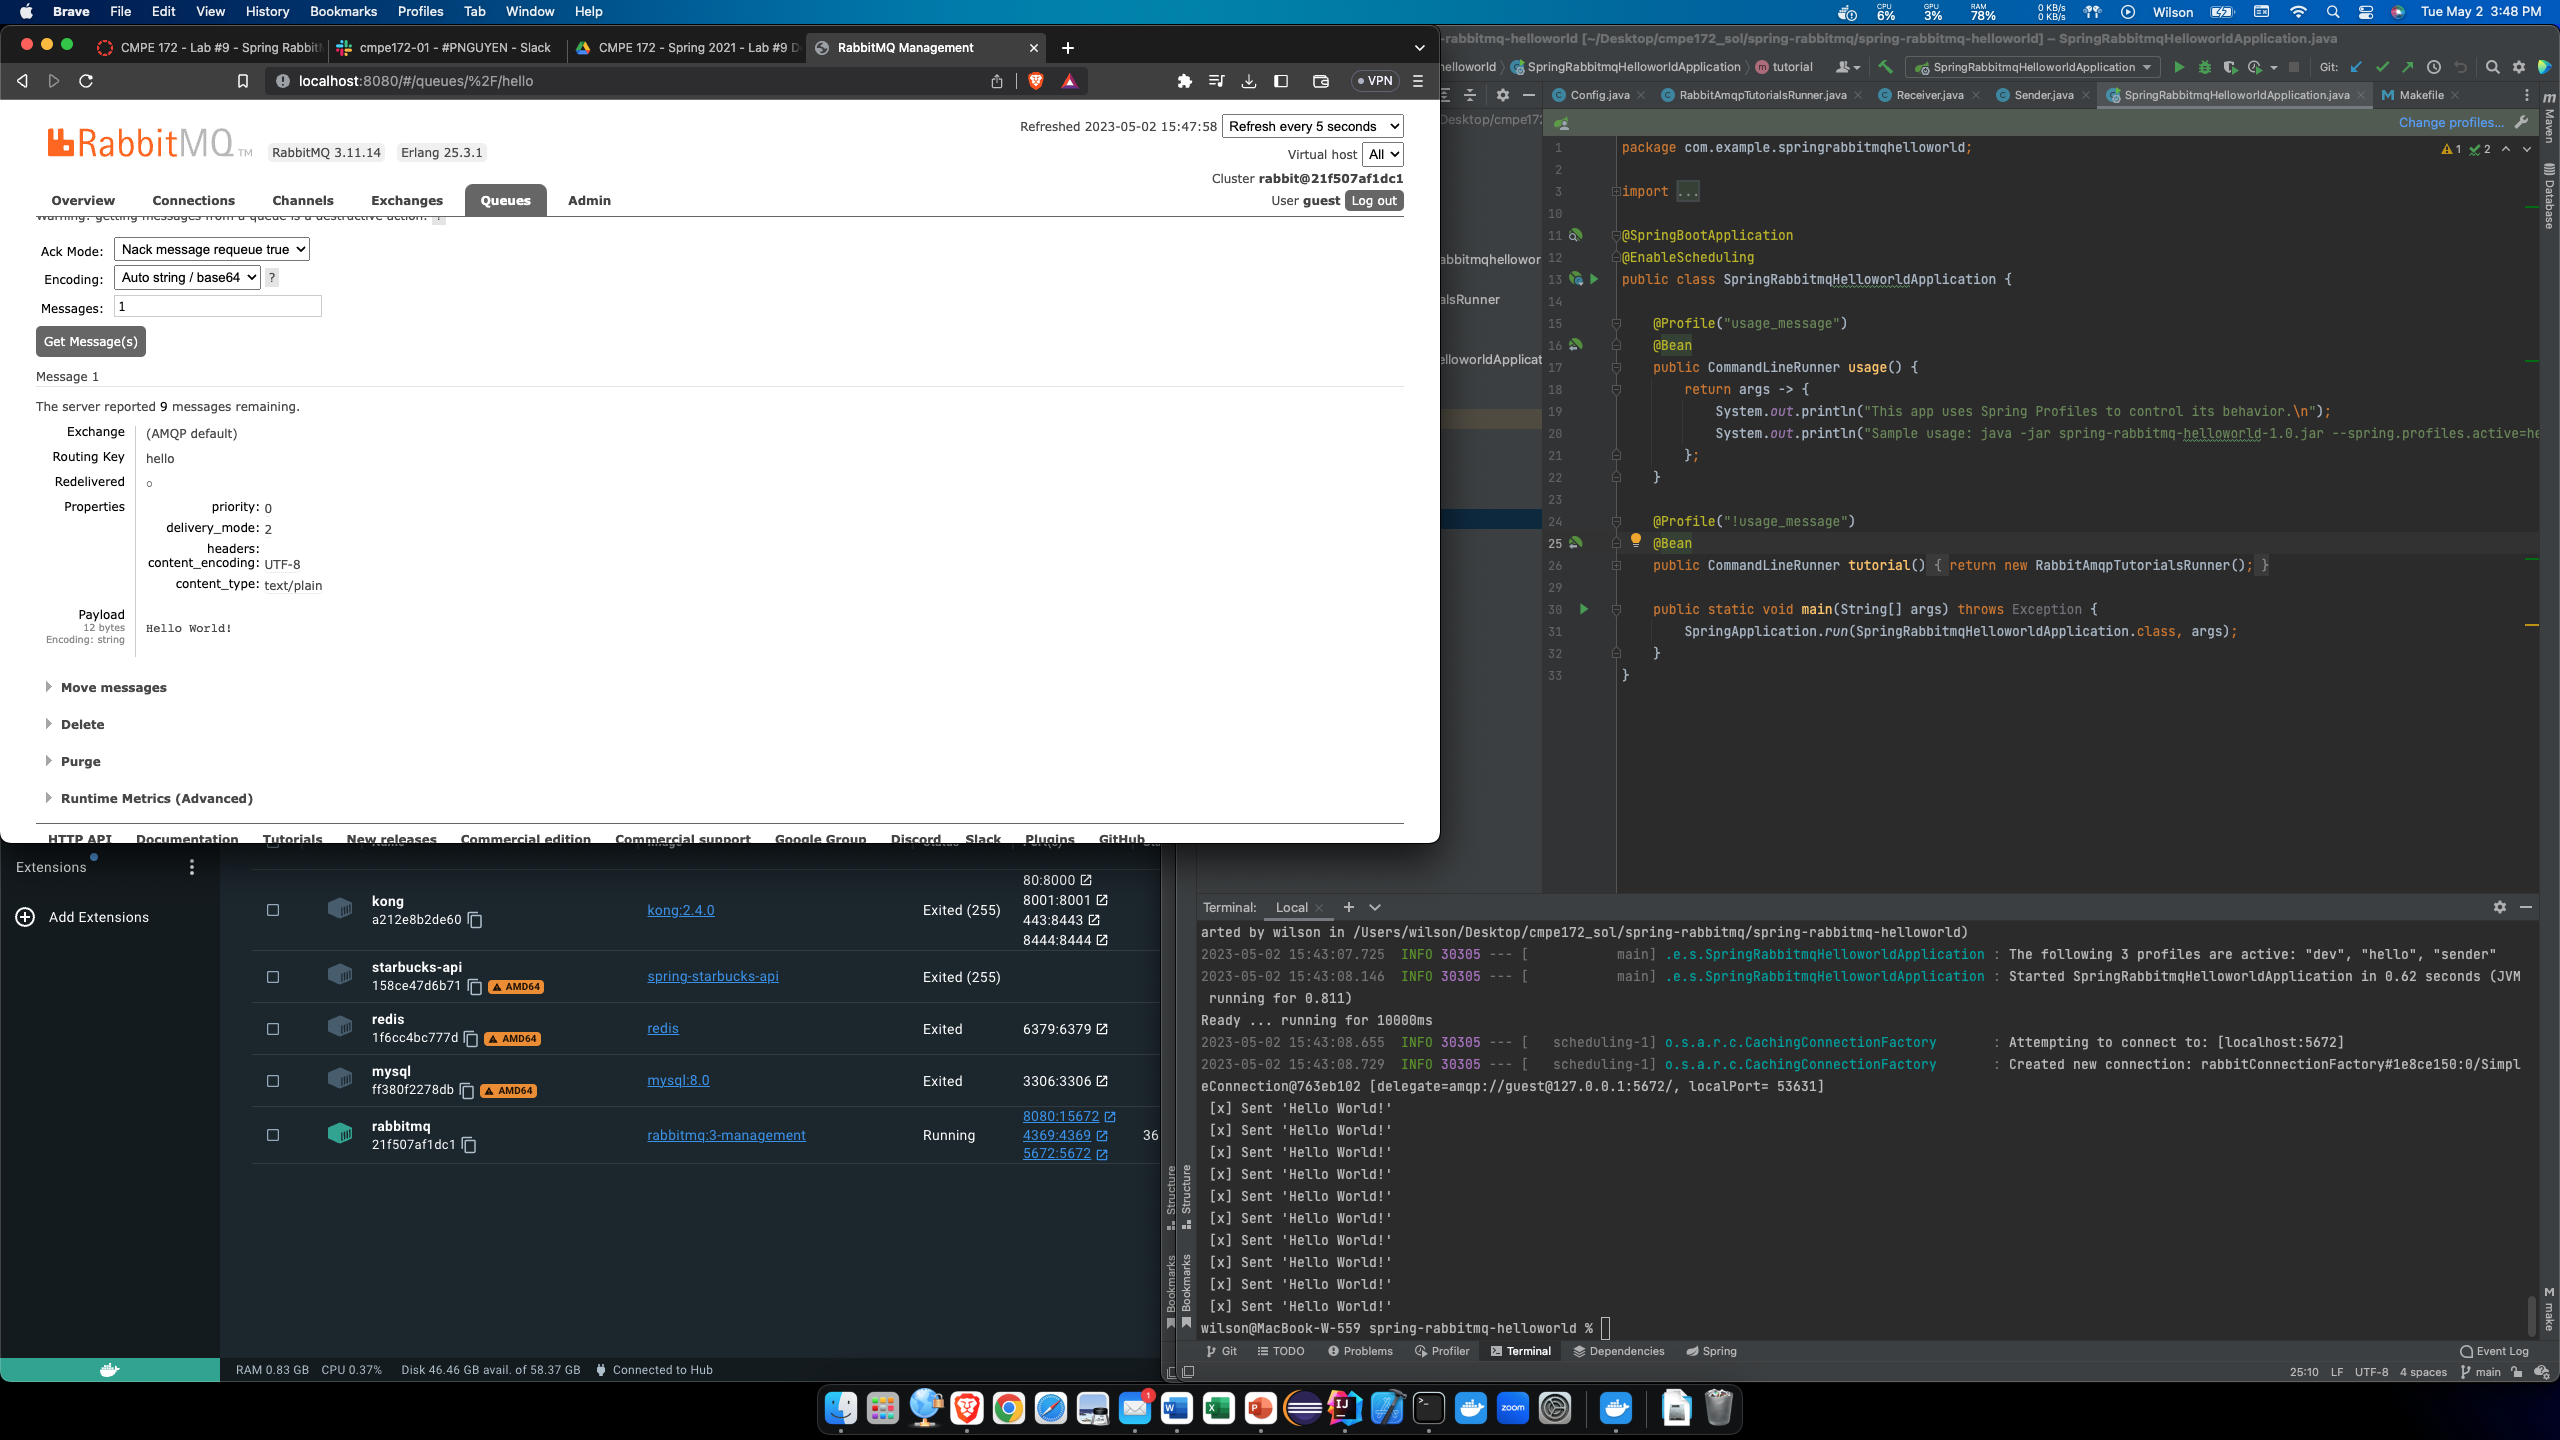 Brave File Edit View History Bookmarks Profiles Tab Window Help
CPU 6% GPU 3% RAM 78% 0 KB/s 0 KB/s Wilson Tue May 2 3:48 PM
CMPE 172 - Lab #9 - Spring Rabbit
cmpe172-01 - #PNGUYEN - Slack
CMPE 172 - Spring 2021 - Lab #9 D
RabbitMQ Management
localhost:8080/#/queues/%2F/hello
VPN
RabbitMQ TM RabbitMQ 3.11.14 Erlang 25.3.1
Refreshed 2023-05-02 15:47:58 Refresh every 5 seconds
Virtual host All
Cluster rabbit@21f507af1dc1
User guest Log out
Overview Connections Channels Exchanges Queues Admin
Warning: getting messages from a queue is a destructive action. ?
Ack Mode: Nack message requeue true
Encoding: Auto string / base64 ?
Messages: 1
Get Message(s)
Message 1
The server reported 9 messages remaining.
Exchange (AMQP default)
Routing Key hello
Redelivered ○
Properties priority: 0
delivery_mode: 2
headers:
content_encoding: UTF-8
content_type: text/plain
Payload
12 bytes
Encoding: string
Hello World!
Move messages
Delete
Purge
Runtime Metrics (Advanced)
HTTP API Documentation Tutorials New releases Commercial edition Commercial support Google Group Discord Slack Plugins GitHub
-rabbitmq-helloworld [~/Desktop/cmpe172_sol/spring-rabbitmq/spring-rabbitmq-helloworld] – SpringRabbitmqHelloworldApplication.java
elloworld SpringRabbitmqHelloworldApplication tutorial SpringRabbitmqHelloworldApplication Git:
Config.java RabbitAmqpTutorialsRunner.java Receiver.java Sender.java SpringRabbitmqHelloworldApplication.java Makefile
Desktop/cmpe172
Change profiles...
abbitmqhellowor
alsRunner
elloworldApplicat
1 package com.example.springrabbitmqhelloworld; 1 2
2
3 import ...
10
11 @SpringBootApplication
12 @EnableScheduling
13 public class SpringRabbitmqHelloworldApplication {
14
15 @Profile("usage_message")
16 @Bean
17 public CommandLineRunner usage() {
18 return args -> {
19 System.out.println("This app uses Spring Profiles to control its behavior.\n");
20 System.out.println("Sample usage: java -jar spring-rabbitmq-helloworld-1.0.jar --spring.profiles.active=he
21 };
22 }
23
24 @Profile("!usage_message")
25 @Bean
26 public CommandLineRunner tutorial() { return new RabbitAmqpTutorialsRunner(); }
29
30 public static void main(String[] args) throws Exception {
31 SpringApplication.run(SpringRabbitmqHelloworldApplication.class, args);
32 }
33 }
Maven
Database
make
Extensions
Add Extensions
kong
a212e8b2de60
kong:2.4.0
Exited (255)
80:8000
8001:8001
443:8443
8444:8444
starbucks-api
158ce47d6b71 AMD64
spring-starbucks-api
Exited (255)
redis
1f6cc4bc777d AMD64
redis
Exited
6379:6379
mysql
ff380f2278db AMD64
mysql:8.0
Exited
3306:3306
rabbitmq
21f507af1dc1
rabbitmq:3-management
Running
8080:15672
4369:4369
5672:5672
36
RAM 0.83 GB CPU 0.37% Disk 46.46 GB avail. of 58.37 GB Connected to Hub
Structure
Structure
Bookmarks
Bookmarks
Terminal: Local
arted by wilson in /Users/wilson/Desktop/cmpe172_sol/spring-rabbitmq/spring-rabbitmq-helloworld)
2023-05-02 15:43:07.725 INFO 30305 --- [ main] .e.s.SpringRabbitmqHelloworldApplication : The following 3 profiles are active: "dev", "hello", "sender"
2023-05-02 15:43:08.146 INFO 30305 --- [ main] .e.s.SpringRabbitmqHelloworldApplication : Started SpringRabbitmqHelloworldApplication in 0.62 seconds (JVM
running for 0.811)
Ready ... running for 10000ms
2023-05-02 15:43:08.655 INFO 30305 --- [ scheduling-1] o.s.a.r.c.CachingConnectionFactory : Attempting to connect to: [localhost:5672]
2023-05-02 15:43:08.729 INFO 30305 --- [ scheduling-1] o.s.a.r.c.CachingConnectionFactory : Created new connection: rabbitConnectionFactory#1e8ce150:0/Simpl
eConnection@763eb102 [delegate=amqp://guest@127.0.0.1:5672/, localPort= 53631]
[x] Sent 'Hello World!'
[x] Sent 'Hello World!'
[x] Sent 'Hello World!'
[x] Sent 'Hello World!'
[x] Sent 'Hello World!'
[x] Sent 'Hello World!'
[x] Sent 'Hello World!'
[x] Sent 'Hello World!'
[x] Sent 'Hello World!'
[x] Sent 'Hello World!'
wilson@MacBook-W-559 spring-rabbitmq-helloworld %
Git TODO Problems Profiler Terminal Dependencies Spring Event Log
25:10 LF UTF-8 4 spaces main
1
zoom